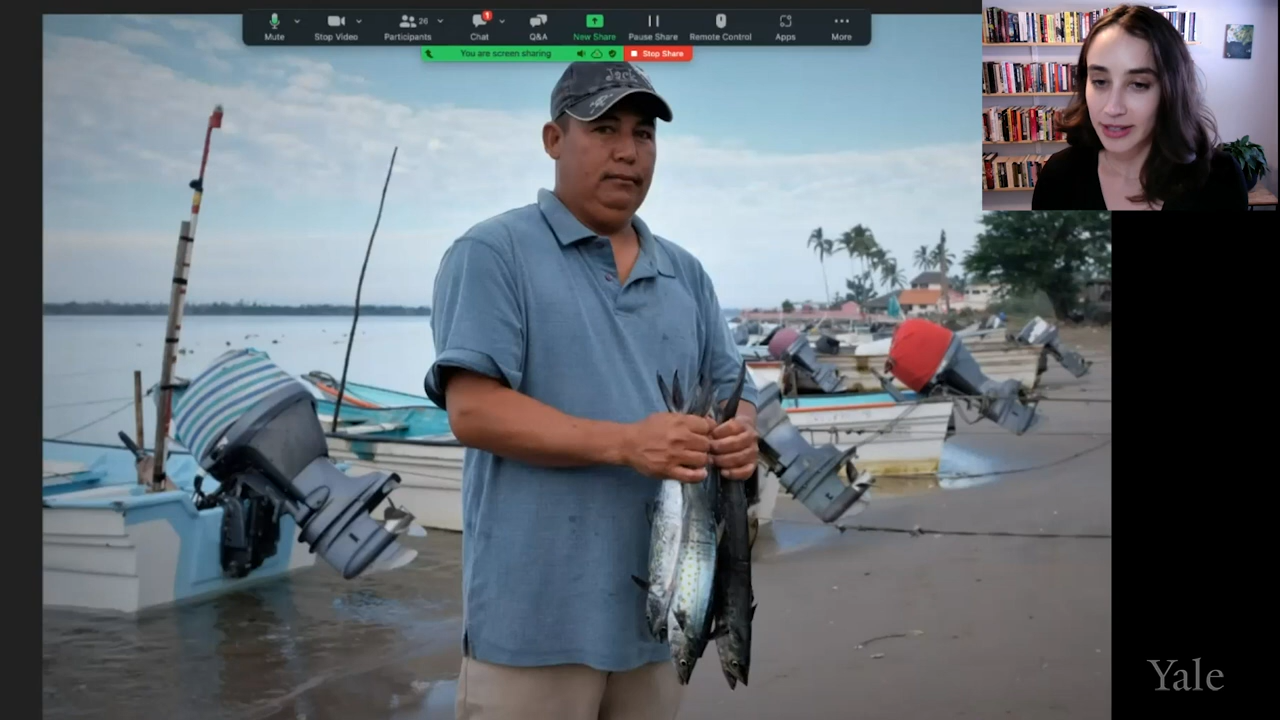 Mute
Stop Video
26
Participants
1
Chat
Q&A
New Share
Pause Share
Remote Control
Apps
More
You are screen sharing
Stop Share
Jack
Yale